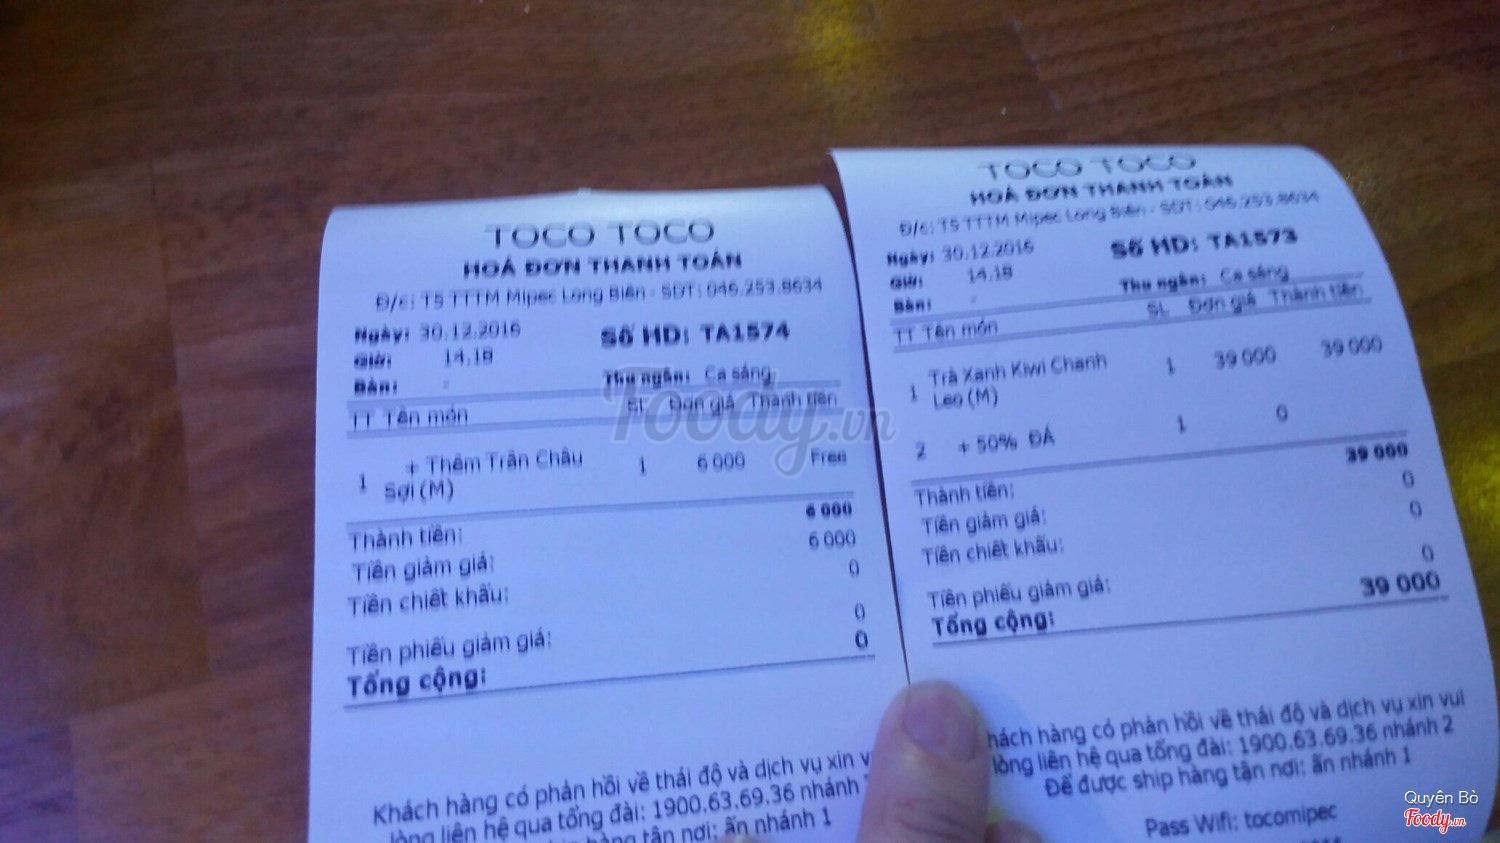 TOCO TOCO
HOÁ ĐƠN THANH TOÁN
Đ/c: T5 TTTM Mipec Long Biên - SĐT: 046.253.8634
Ngày: 30.12.2016 Số HD: TA1574
Giờ: 14.18
Bàn: - Thu ngân: Ca sáng
TT Tên món SL Đơn giá Thành tiền
1 + Thêm Trân Châu Sợi (M) 1 6 000 Free
Thành tiền: 6 000
Tiền giảm giá: 6 000
Tiền chiết khấu: 0
Tiền phiếu giảm giá: 0
Tổng cộng: 0
Khách hàng có phản hồi về thái độ và dịch vụ xin v
lòng liên hệ qua tổng đài: 1900.63.69.36 nhánh
hàng tận nơi: ấn nhánh 1
TOCO TOCO
HOÁ ĐƠN THANH TOÁN
Đ/c: T5 TTTM Mipec Long Biên - SĐT: 046.253.8634
Ngày: 30.12.2016 Số HD: TA1573
Giờ: 14.18 Thu ngân: Ca sáng
Bàn: -
TT Tên món SL Đơn giá Thành tiền
1 Trà Xanh Kiwi Chanh Leo (M) 1 39 000 39 000
2 + 50% ĐÁ 1 0
Thành tiền: 39 000
Tiền giảm giá: 0
Tiền chiết khấu: 0
Tiền phiếu giảm giá: 0
Tổng cộng: 39 000
hách hàng có phản hồi về thái độ và dịch vụ xin vui
lòng liên hệ qua tổng đài: 1900.63.69.36 nhánh 2
Để được ship hàng tận nơi: ấn nhánh 1
Pass Wifi: tocomipec
Foody.vn
Quyên Bò
Foody.vn